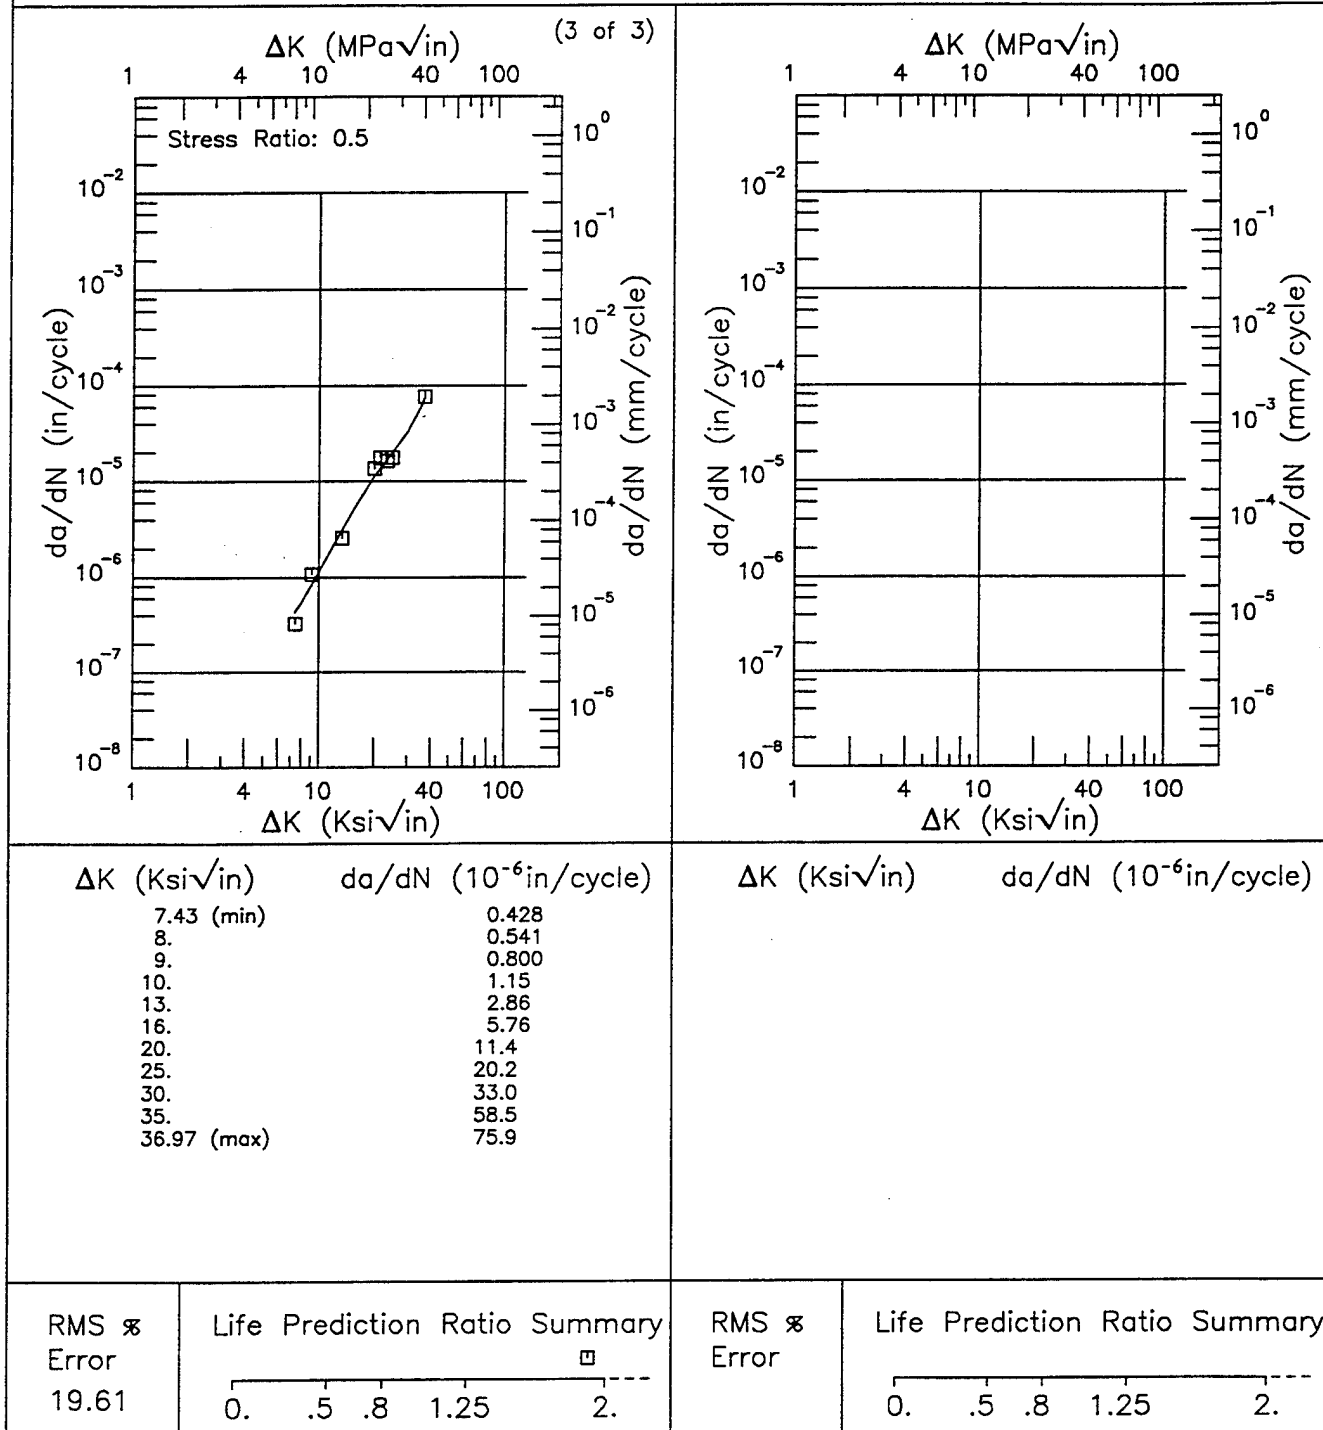 (3 of 3)
ΔK (MPa√in)
1 4 10 40 100
Stress Ratio: 0.5
da/dN (in/cycle)
10⁻²
10⁻³
10⁻⁴
10⁻⁵
10⁻⁶
10⁻⁷
10⁻⁸
10⁰
10⁻¹
10⁻²
10⁻³
10⁻⁴
10⁻⁵
10⁻⁶
da/dN (mm/cycle)
1 4 10 40 100
ΔK (Ksi√in)
ΔK (MPa√in)
1 4 10 40 100
da/dN (in/cycle)
10⁻²
10⁻³
10⁻⁴
10⁻⁵
10⁻⁶
10⁻⁷
10⁻⁸
10⁰
10⁻¹
10⁻²
10⁻³
10⁻⁴
10⁻⁵
10⁻⁶
da/dN (mm/cycle)
1 4 10 40 100
ΔK (Ksi√in)
ΔK (Ksi√in) da/dN (10⁻⁶in/cycle)
7.43 (min) 0.428
8. 0.541
9. 0.800
10. 1.15
13. 2.86
16. 5.76
20. 11.4
25. 20.2
30. 33.0
35. 58.5
36.97 (max) 75.9
ΔK (Ksi√in) da/dN (10⁻⁶in/cycle)
RMS %
Error
19.61
Life Prediction Ratio Summary
0. .5 .8 1.25 2.
RMS %
Error
Life Prediction Ratio Summary
0. .5 .8 1.25 2.